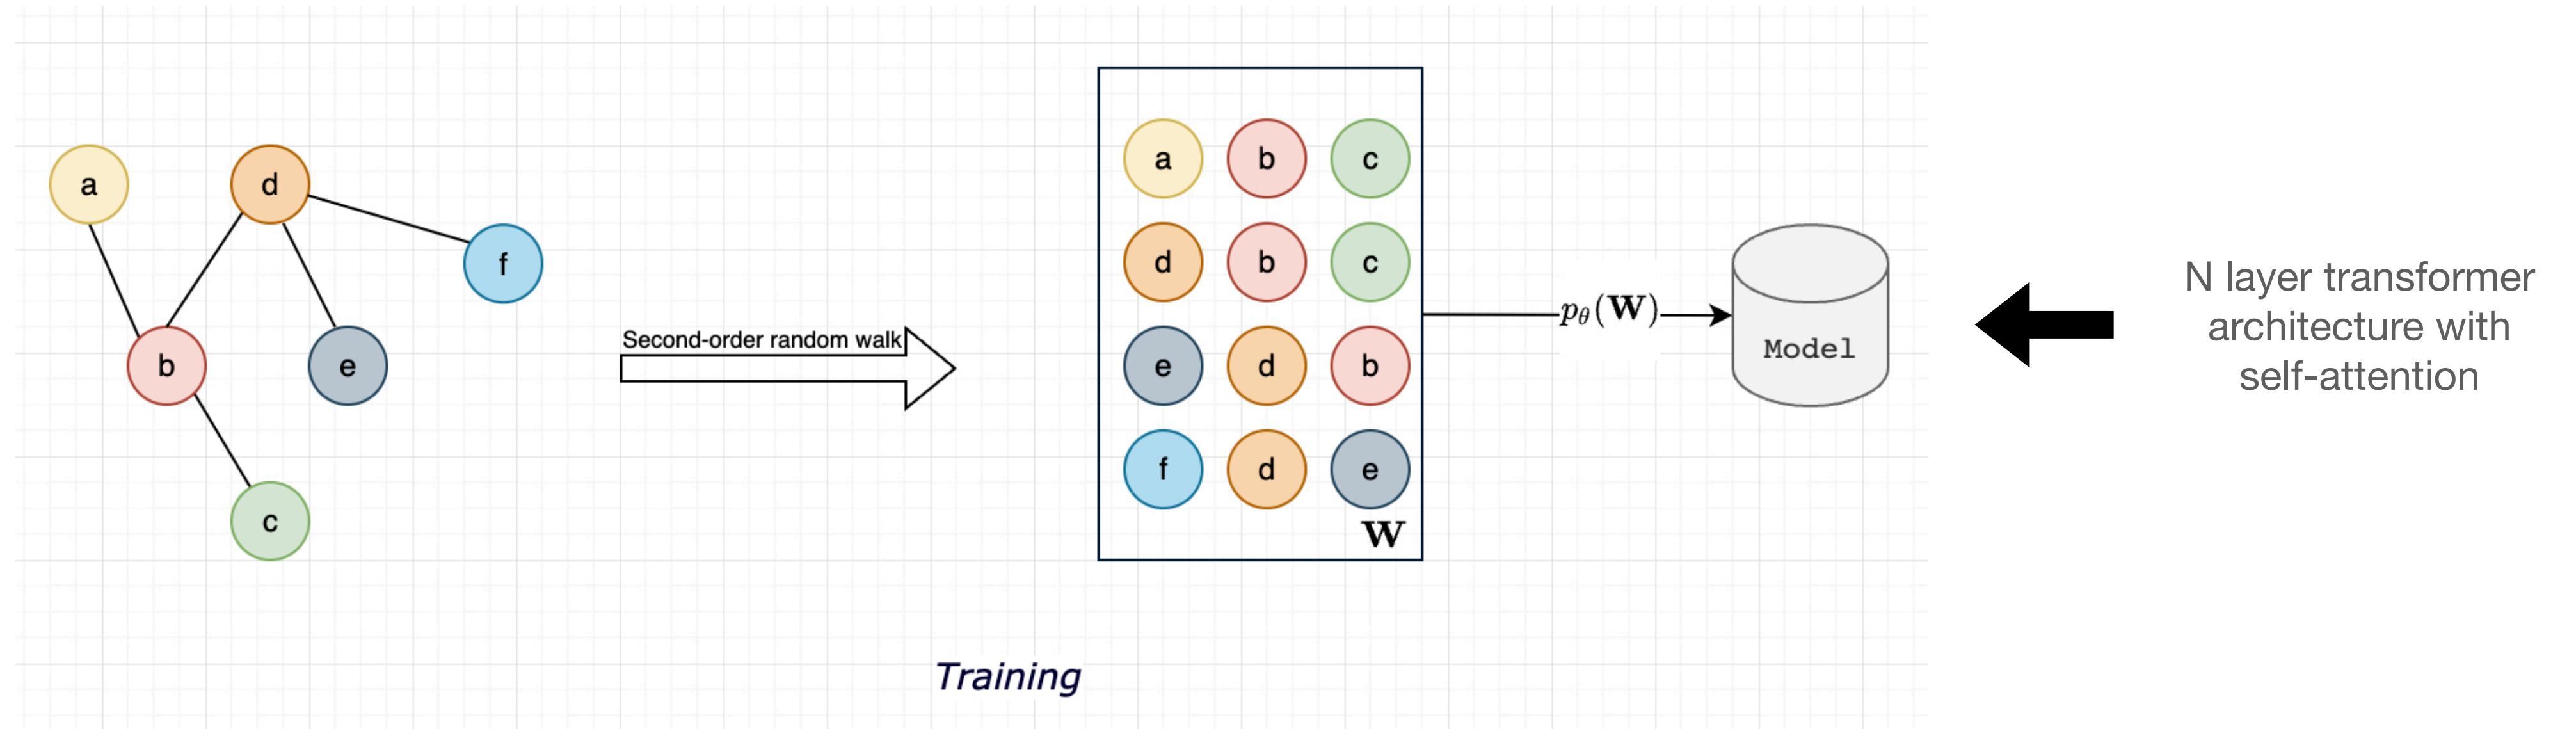 a
d
f
b
e
c
Second-order random walk
a b c
d b c
e d b
f d e
W
pθ(W)
Model
N layer transformer
architecture with
self-attention
Training